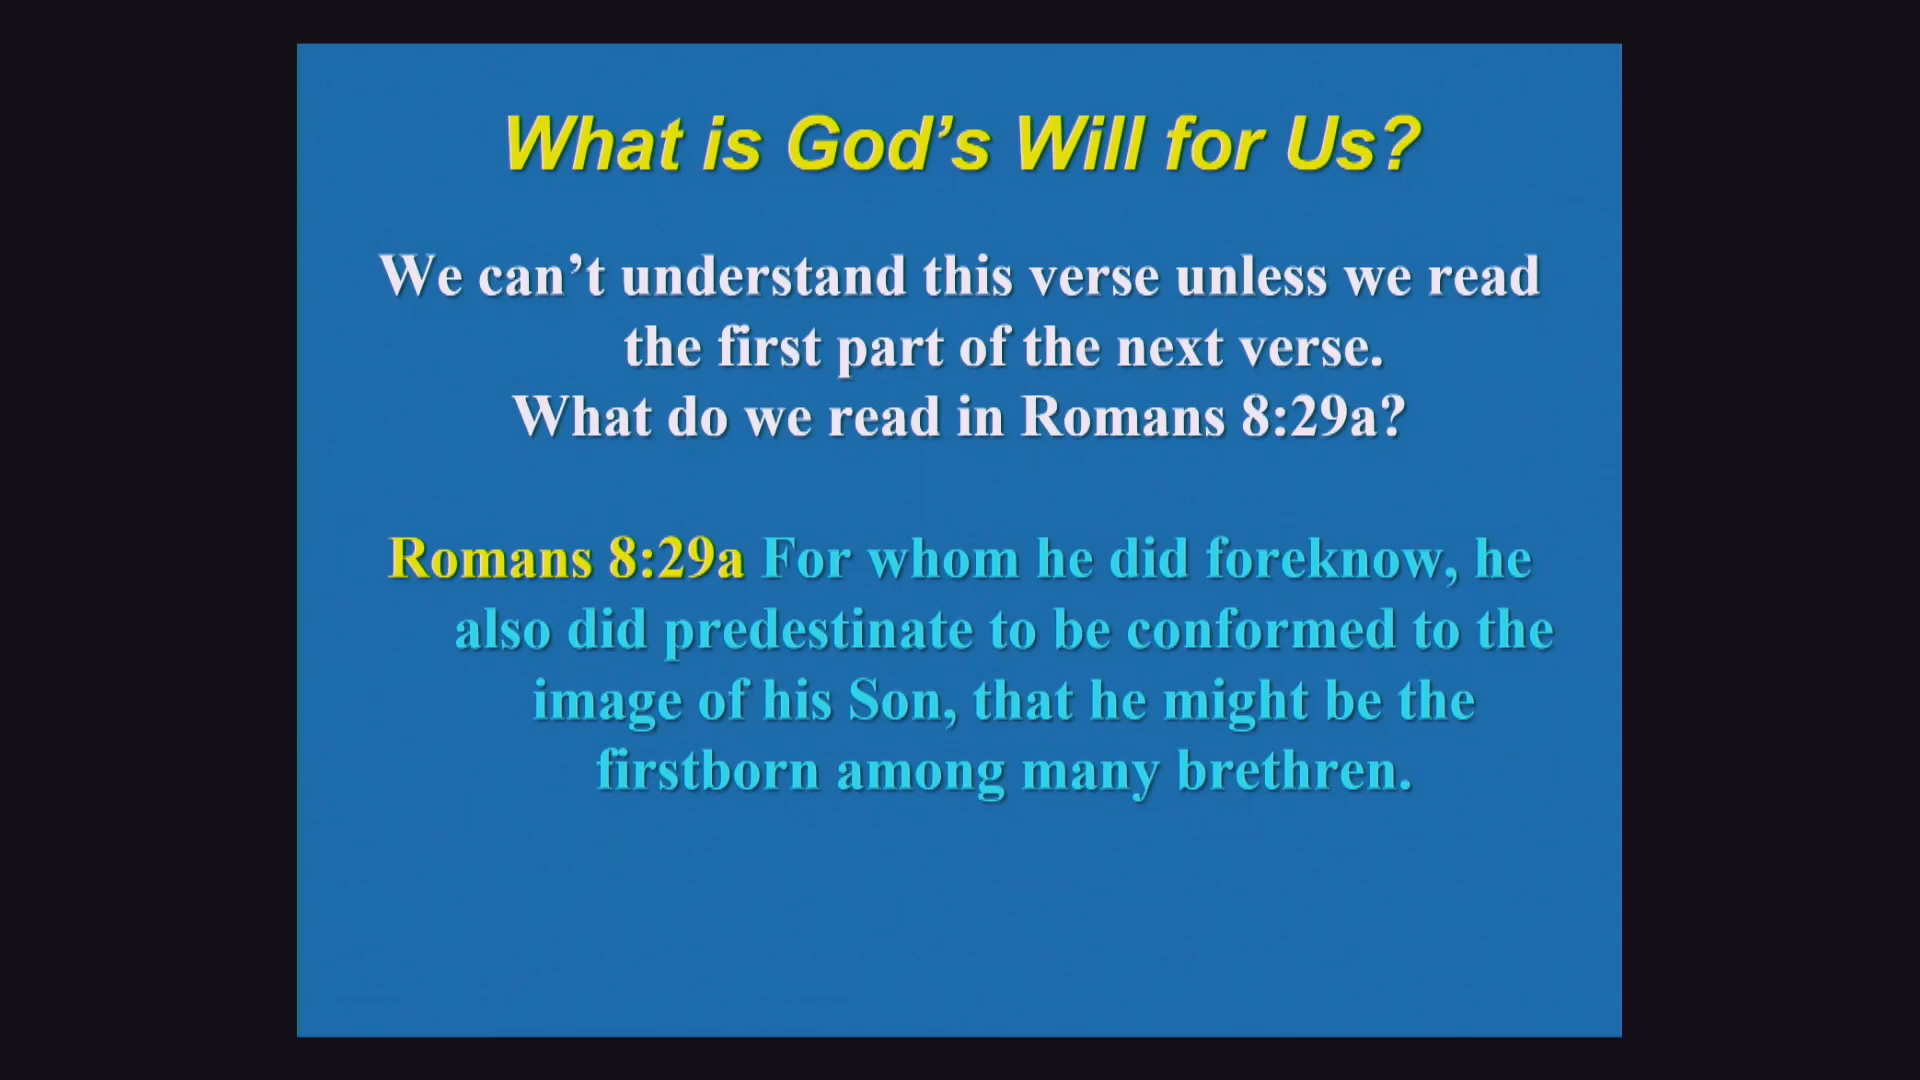 What is God’s Will for Us?
We can’t understand this verse unless we read
the first part of the next verse.
What do we read in Romans 8:29a?
Romans 8:29a For whom he did foreknow, he
also did predestinate to be conformed to the
image of his Son, that he might be the
firstborn among many brethren.